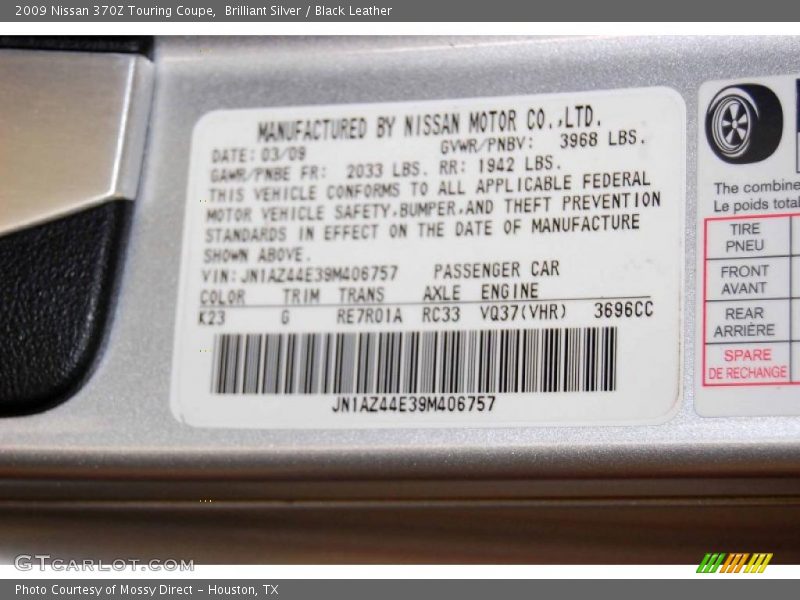 2009 Nissan 370Z Touring Coupe,  Brilliant Silver / Black Leather
MANUFACTURED BY NISSAN MOTOR CO.,LTD.
DATE: 03/09 GVWR/PNBV: 3968 LBS.
GAWR/PNBE FR: 2033 LBS. RR: 1942 LBS.
THIS VEHICLE CONFORMS TO ALL APPLICABLE FEDERAL
MOTOR VEHICLE SAFETY,BUMPER,AND THEFT PREVENTION
STANDARDS IN EFFECT ON THE DATE OF MANUFACTURE
SHOWN ABOVE.
VIN: JN1AZ44E39M406757 PASSENGER CAR
COLOR TRIM TRANS AXLE ENGINE
K23 G RE7R01A RC33 VQ37(VHR) 3696CC
JN1AZ44E39M406757
The combine
Le poids total
TIRE
PNEU
FRONT
AVANT
REAR
ARRIÈRE
SPARE
DE RECHANGE
GTCARLOT.COM
Photo Courtesy of Mossy Direct – Houston, TX